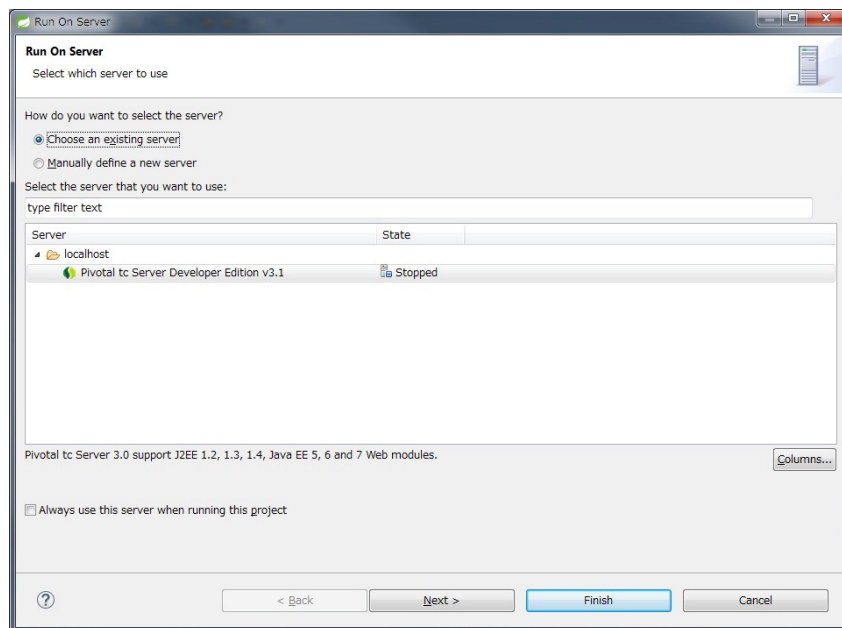 Run On Server
Run On Server
Select which server to use
How do you want to select the server?
Choose an existing server
Manually define a new server
Select the server that you want to use:
type filter text
Server State
localhost
Pivotal tc Server Developer Edition v3.1 Stopped
Pivotal tc Server 3.0 support J2EE 1.2, 1.3, 1.4, Java EE 5, 6 and 7 Web modules.
Columns...
Always use this server when running this project
? < Back Next > Finish Cancel